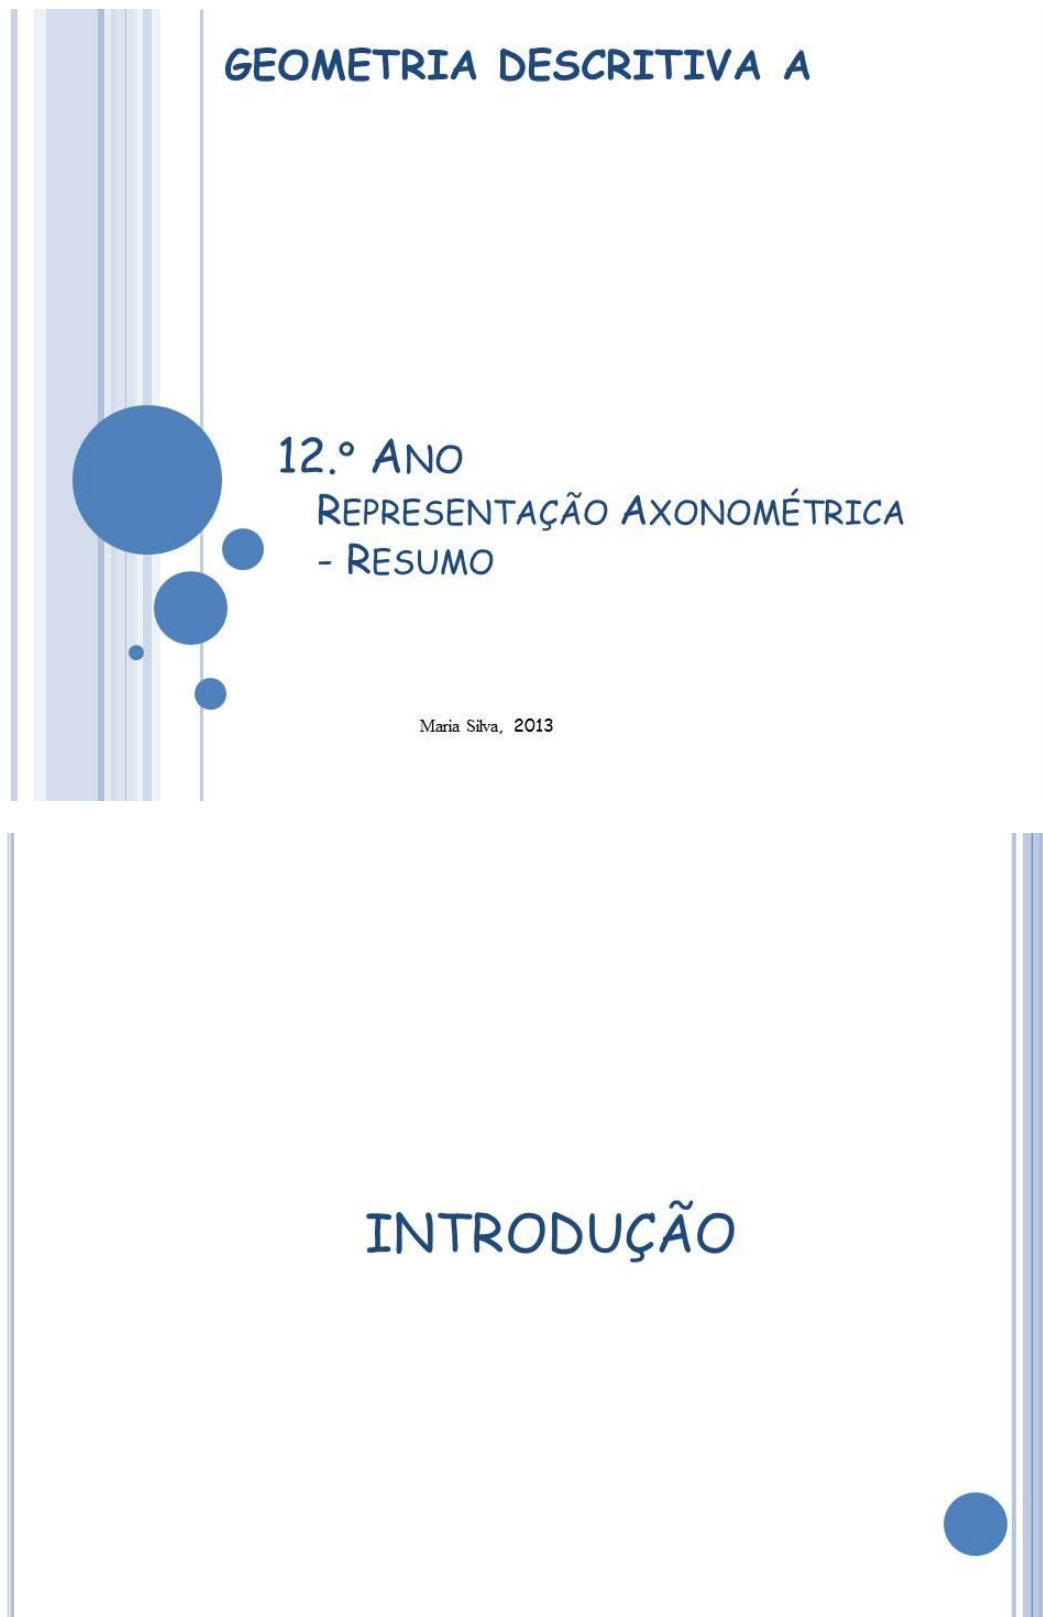 GEOMETRIA DESCRITIVA A
12.º ANO
REPRESENTAÇÃO AXONOMÉTRICA
- RESUMO
Maria Silva, 2013
INTRODUÇÃO